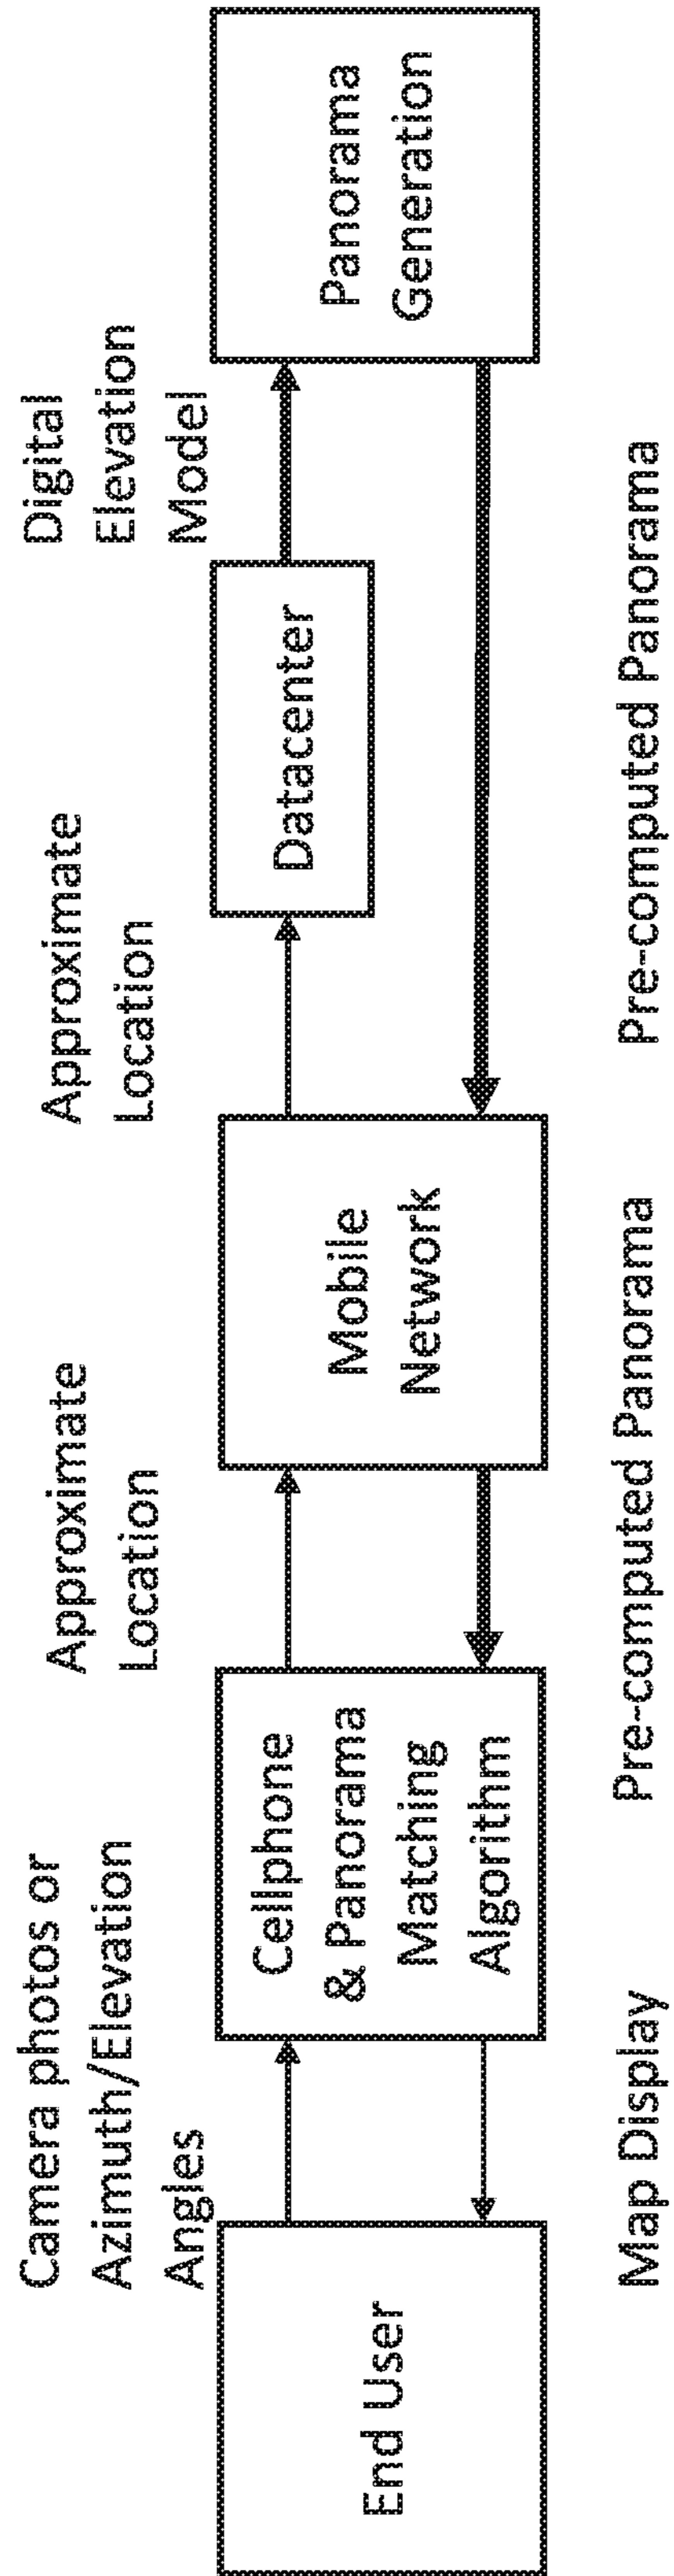 Camera photos or
Azimuth/Elevation
Angles
Approximate
Location
Approximate
Location
Digital
Elevation
Model
End User
Cellphone
& Panorama
Matching
Algorithm
Mobile
Network
Datacenter
Panorama
Generation
Map Display
Pre-computed Panorama
Pre-computed Panorama